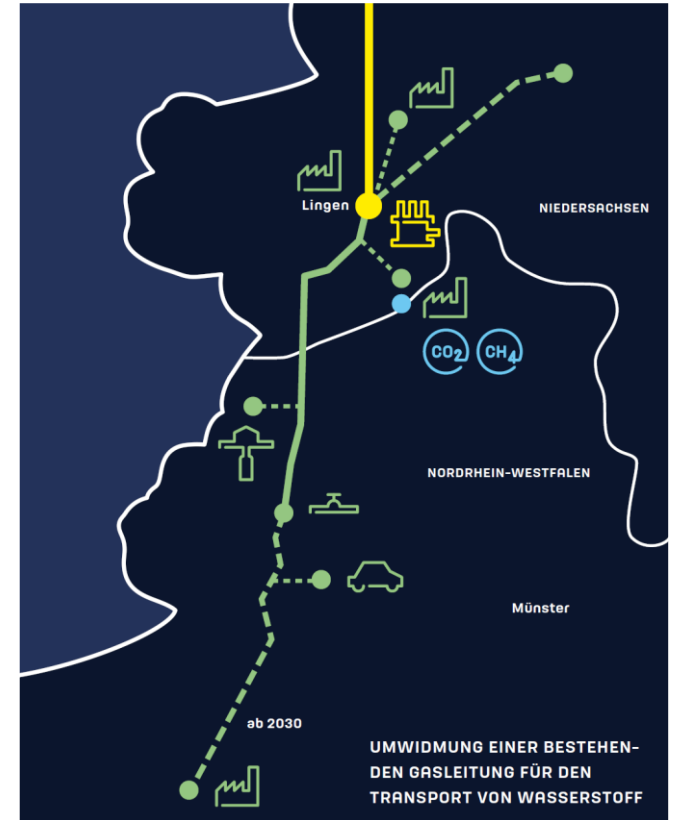 Lingen
NIEDERSACHSEN
CO2 CH4
NORDRHEIN-WESTFALEN
Münster
ab 2030
UMWIDMUNG EINER BESTEHEN-
DEN GASLEITUNG FÜR DEN
TRANSPORT VON WASSERSTOFF